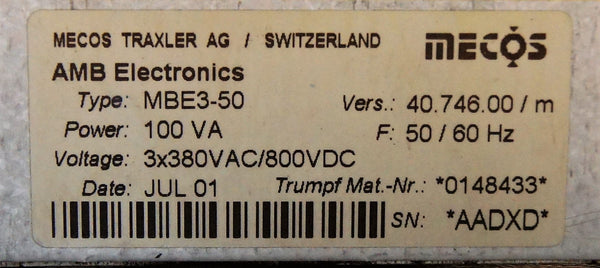 MECOS TRAXLER AG / SWITZERLAND MECOS
AMB Electronics
Type: MBE3-50 Vers.: 40.746.00 / m
Power: 100 VA F: 50 / 60 Hz
Voltage: 3x380VAC/800VDC
Date: JUL 01 Trumpf Mat.-Nr.: *0148433*
SN: *AADXD*